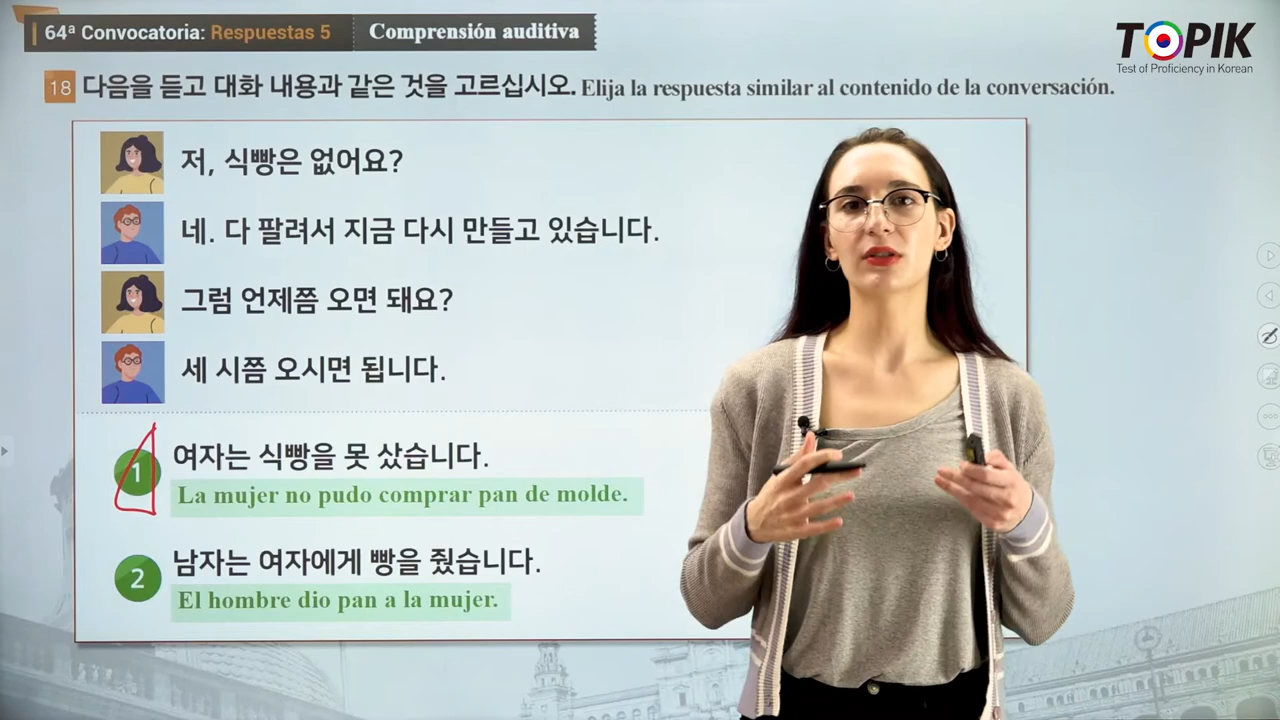 64ª Convocatoria: Respuestas 5 Comprensión auditiva
TOPIK
Test of Proficiency in Korean
18 다음을 듣고 대화 내용과 같은 것을 고르십시오. Elija la respuesta similar al contenido de la conversación.
저, 식빵은 없어요?
네. 다 팔려서 지금 다시 만들고 있습니다.
그럼 언제쯤 오면 돼요?
세 시쯤 오시면 됩니다.
1 여자는 식빵을 못 샀습니다.
La mujer no pudo comprar pan de molde.
2 남자는 여자에게 빵을 줬습니다.
El hombre dio pan a la mujer.